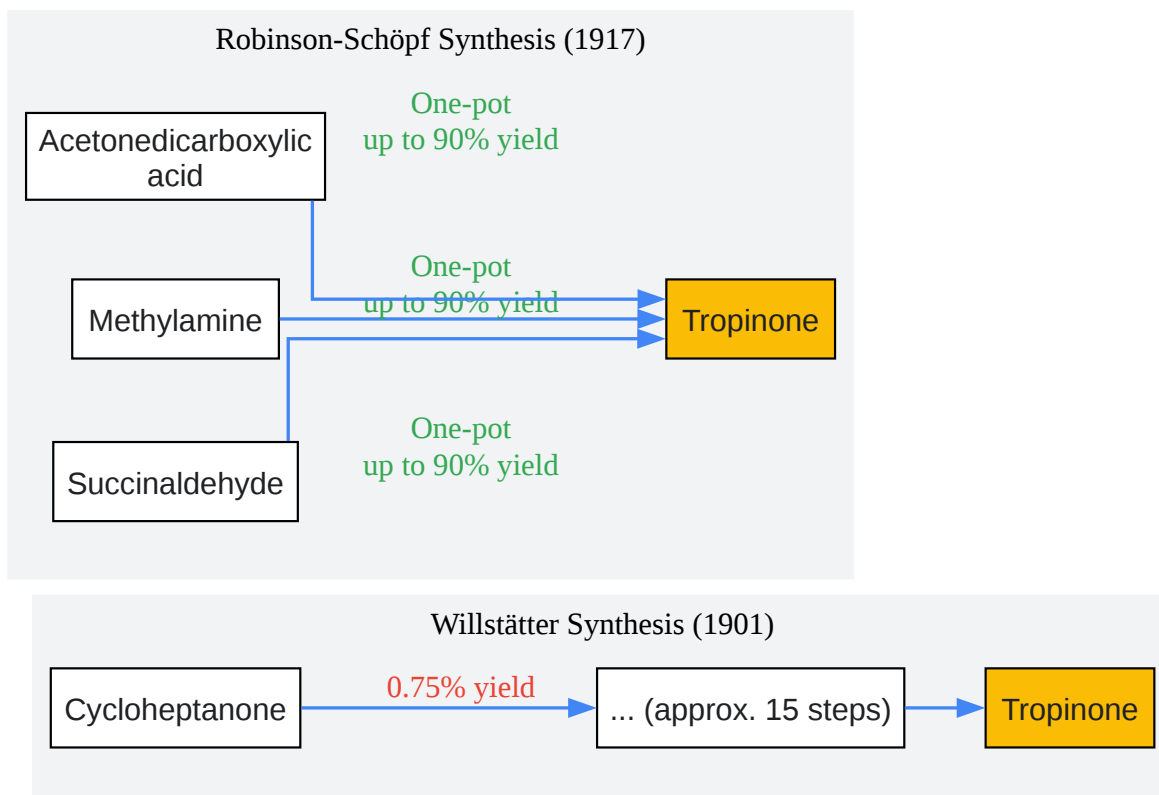 Robinson-Schöpf Synthesis (1917)
One-pot
up to 90% yield
Acetonedicarboxylic
acid
One-pot
up to 90% yield
Methylamine
Tropinone
One-pot
up to 90% yield
Succinaldehyde
Willstätter Synthesis (1901)
Cycloheptanone
0.75% yield
... (approx. 15 steps)
Tropinone